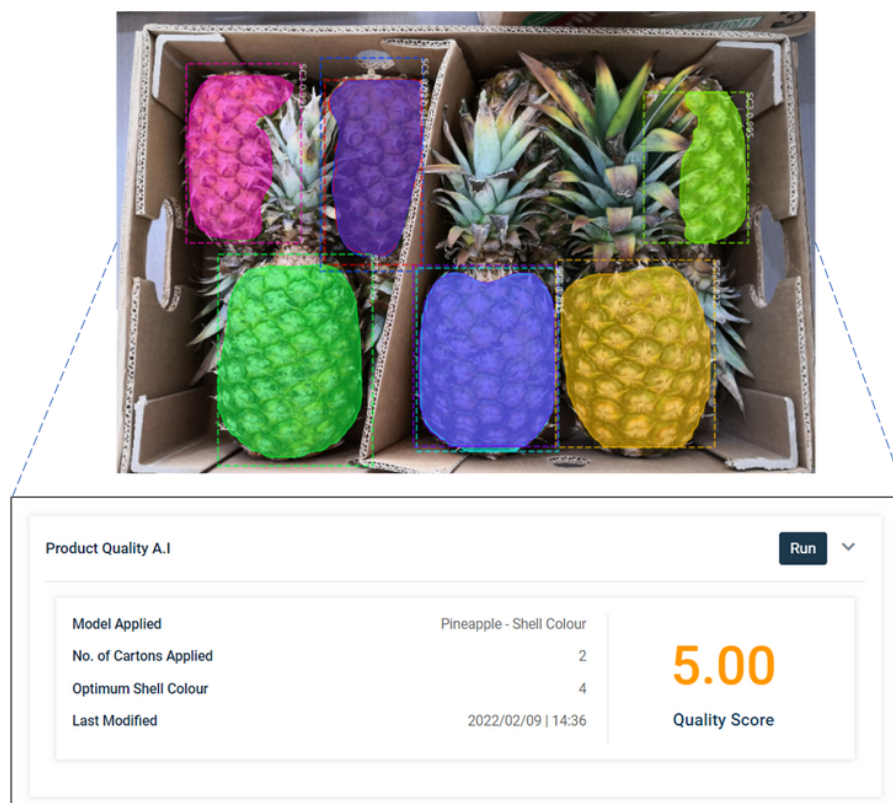 Product Quality A.I
Run
Model Applied
Pineapple - Shell Colour
No. of Cartons Applied
2
Optimum Shell Colour
4
Last Modified
2022/02/09 | 14:36
5.00
Quality Score